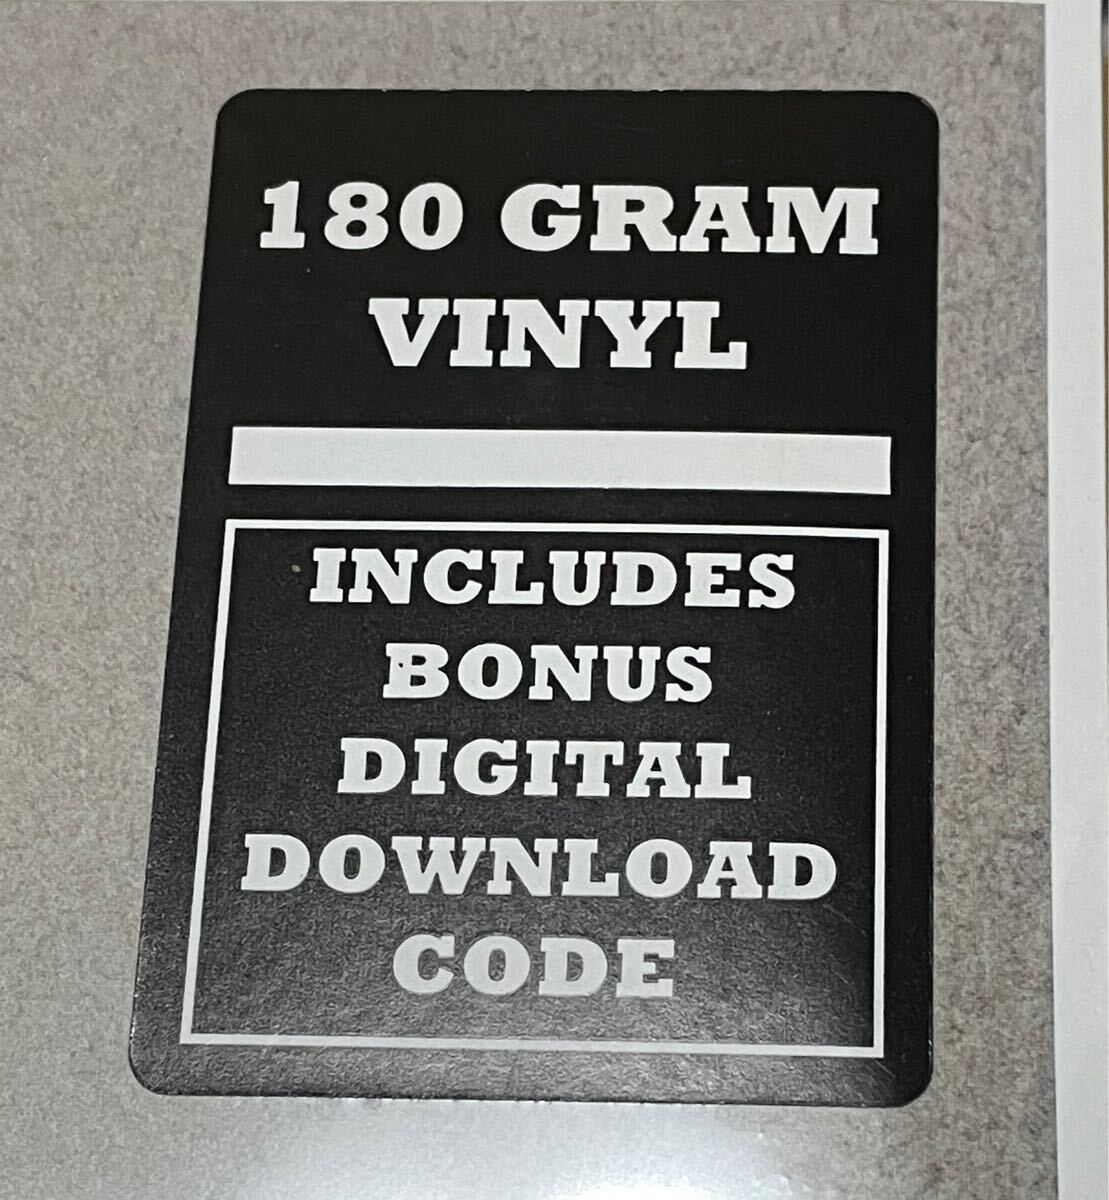 180 GRAM
VINYL
INCLUDES
BONUS
DIGITAL
DOWNLOAD
CODE